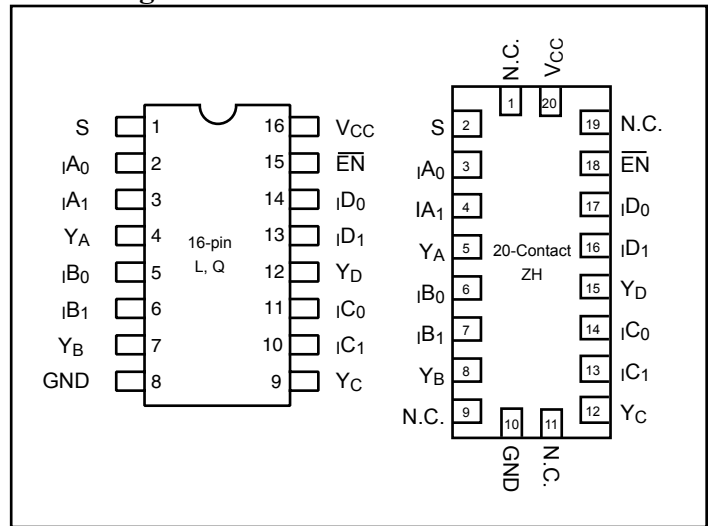 S 1 16 VCC
IA0 2 15 EN
IA1 3 14 ID0
YA 4 13 ID1
16-pin
L, Q
IB0 5 12 YD
IB1 6 11 IC0
YB 7 10 IC1
GND 8 9 YC
N.C. VCC
1 20
S 2 19 N.C.
IA0 3 18 EN
IA1 4 17 ID0
YA 5 16 ID1
20-Contact
ZH
IB0 6 15 YD
IB1 7 14 IC0
YB 8 13 IC1
N.C. 9 12 YC
10 11
GND N.C.